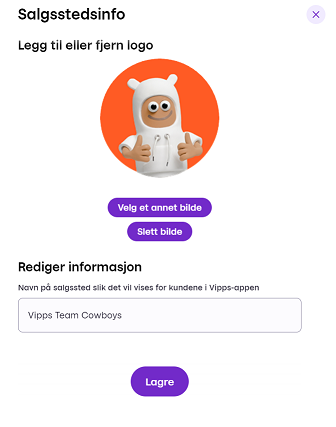 Salgsstedsinfo
Legg til eller fjern logo
Velg et annet bilde
Slett bilde
Rediger informasjon
Navn på salgssted slik det vil vises for kundene i Vipps-appen
Vipps Team Cowboys
Lagre